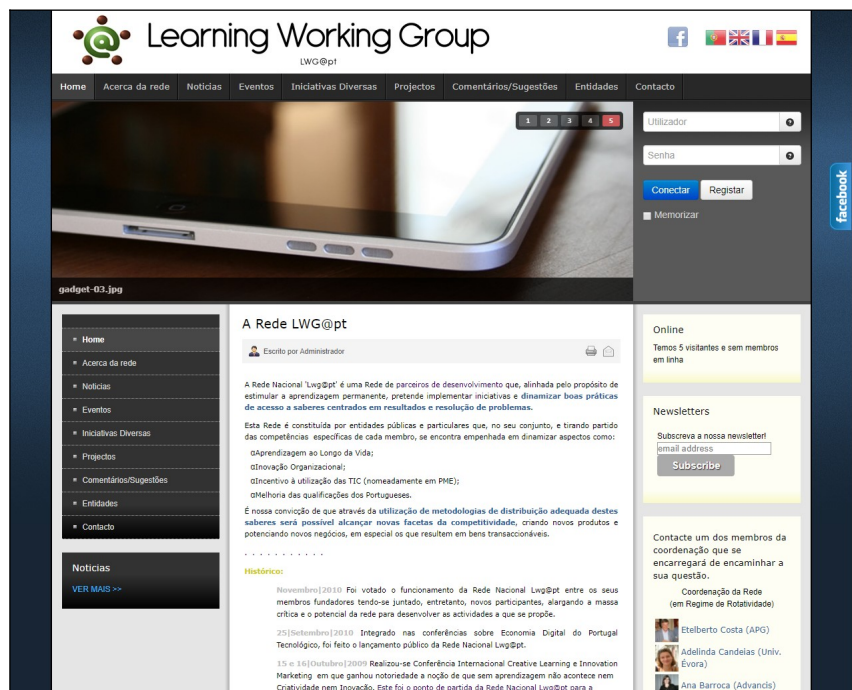 Learning Working Group
LWG@pt
Home Acerca da rede Noticias Eventos Iniciativas Diversas Projectos Comentários/Sugestões Entidades Contacto
1 2 3 4 5
gadget-03.jpg
Utilizador
Senha
Conectar Registar
Memorizar
facebook
Home
Acerca da rede
Noticias
Eventos
Iniciativas Diversas
Projectos
Comentários/Sugestões
Entidades
Contacto
Noticias
VER MAIS >>
A Rede LWG@pt
Escrito por Administrador
A Rede Nacional 'Lwg@pt' é uma Rede de parceiros de desenvolvimento que, alinhada pelo propósito de
estimular a aprendizagem permanente, pretende implementar iniciativas e dinamizar boas práticas
de acesso a saberes centrados em resultados e resolução de problemas.
Esta Rede é constituída por entidades públicas e particulares que, no seu conjunto, e tirando partido
das competências específicas de cada membro, se encontra empenhada em dinamizar aspectos como:
αAprendizagem ao Longo da Vida;
αInovação Organizacional;
αIncentivo à utilização das TIC (nomeadamente em PME);
αMelhoria das qualificações dos Portugueses.
É nossa convicção de que através da utilização de metodologias de distribuição adequada destes
saberes será possível alcançar novas facetas da competitividade, criando novos produtos e
potenciando novos negócios, em especial os que resultem em bens transaccionáveis.
. . . . . . . . . . .
Histórico:
Novembro|2010 Foi votado o funcionamento da Rede Nacional Lwg@pt entre os seus
membros fundadores tendo-se juntado, entretanto, novos participantes, alargando a massa
crítica e o potencial da rede para desenvolver as actividades a que se propõe.
25|Setembro|2010 Integrado nas conferências sobre Economia Digital do Portugal
Tecnológico, foi feito o lançamento público da Rede Nacional Lwg@pt.
15 e 16|Outubro|2009 Realizou-se Conferência Internacional Creative Learning e Innovation
Marketing em que ganhou notoriedade a noção de que sem aprendizagem não acontece nem
Criatividade nem Inovação. Este foi o ponto de partida da Rede Nacional Lwg@pt para a
Online
Temos 5 visitantes e sem membros
em linha
Newsletters
Subscreva a nossa newsletter!
email address
Subscribe
Contacte um dos membros da
coordenação que se
encarregará de encaminhar a
sua questão.
Coordenação da Rede
(em Regime de Rotatividade)
Etelberto Costa (APG)
Adelinda Candeias (Univ.
Évora)
Ana Barroca (Advancis)